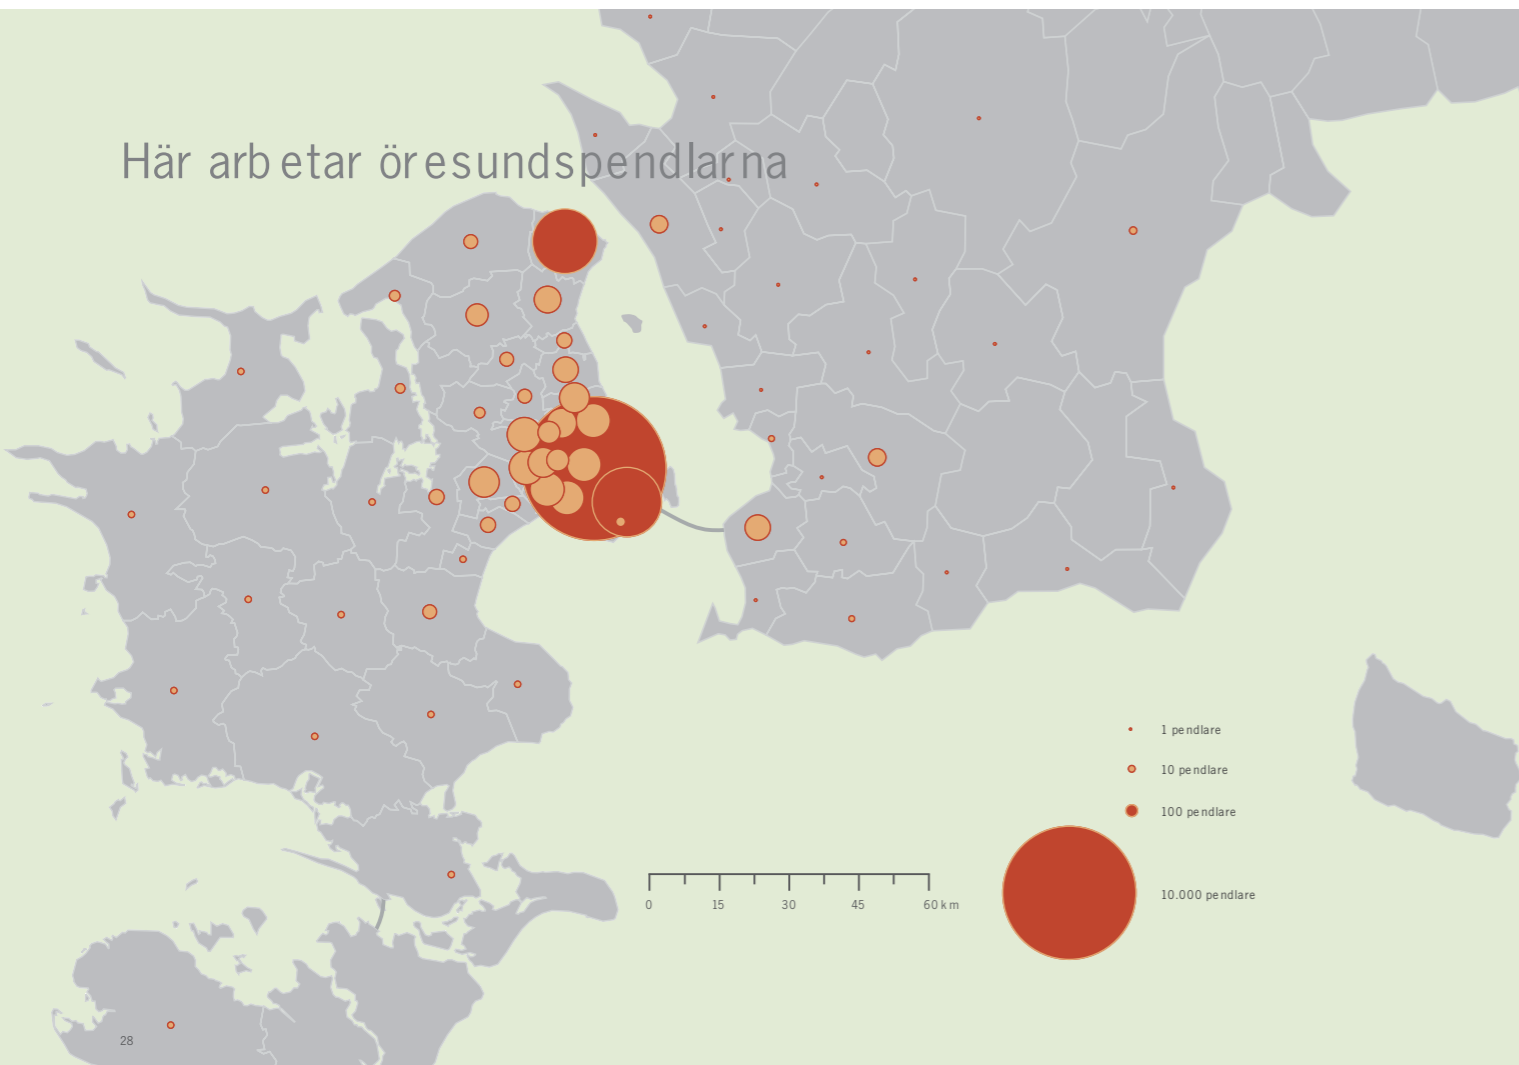 Här arbetar öresundspendlarna
1 pendlare
10 pendlare
100 pendlare
10.000 pendlare
0 15 30 45 60 km
28